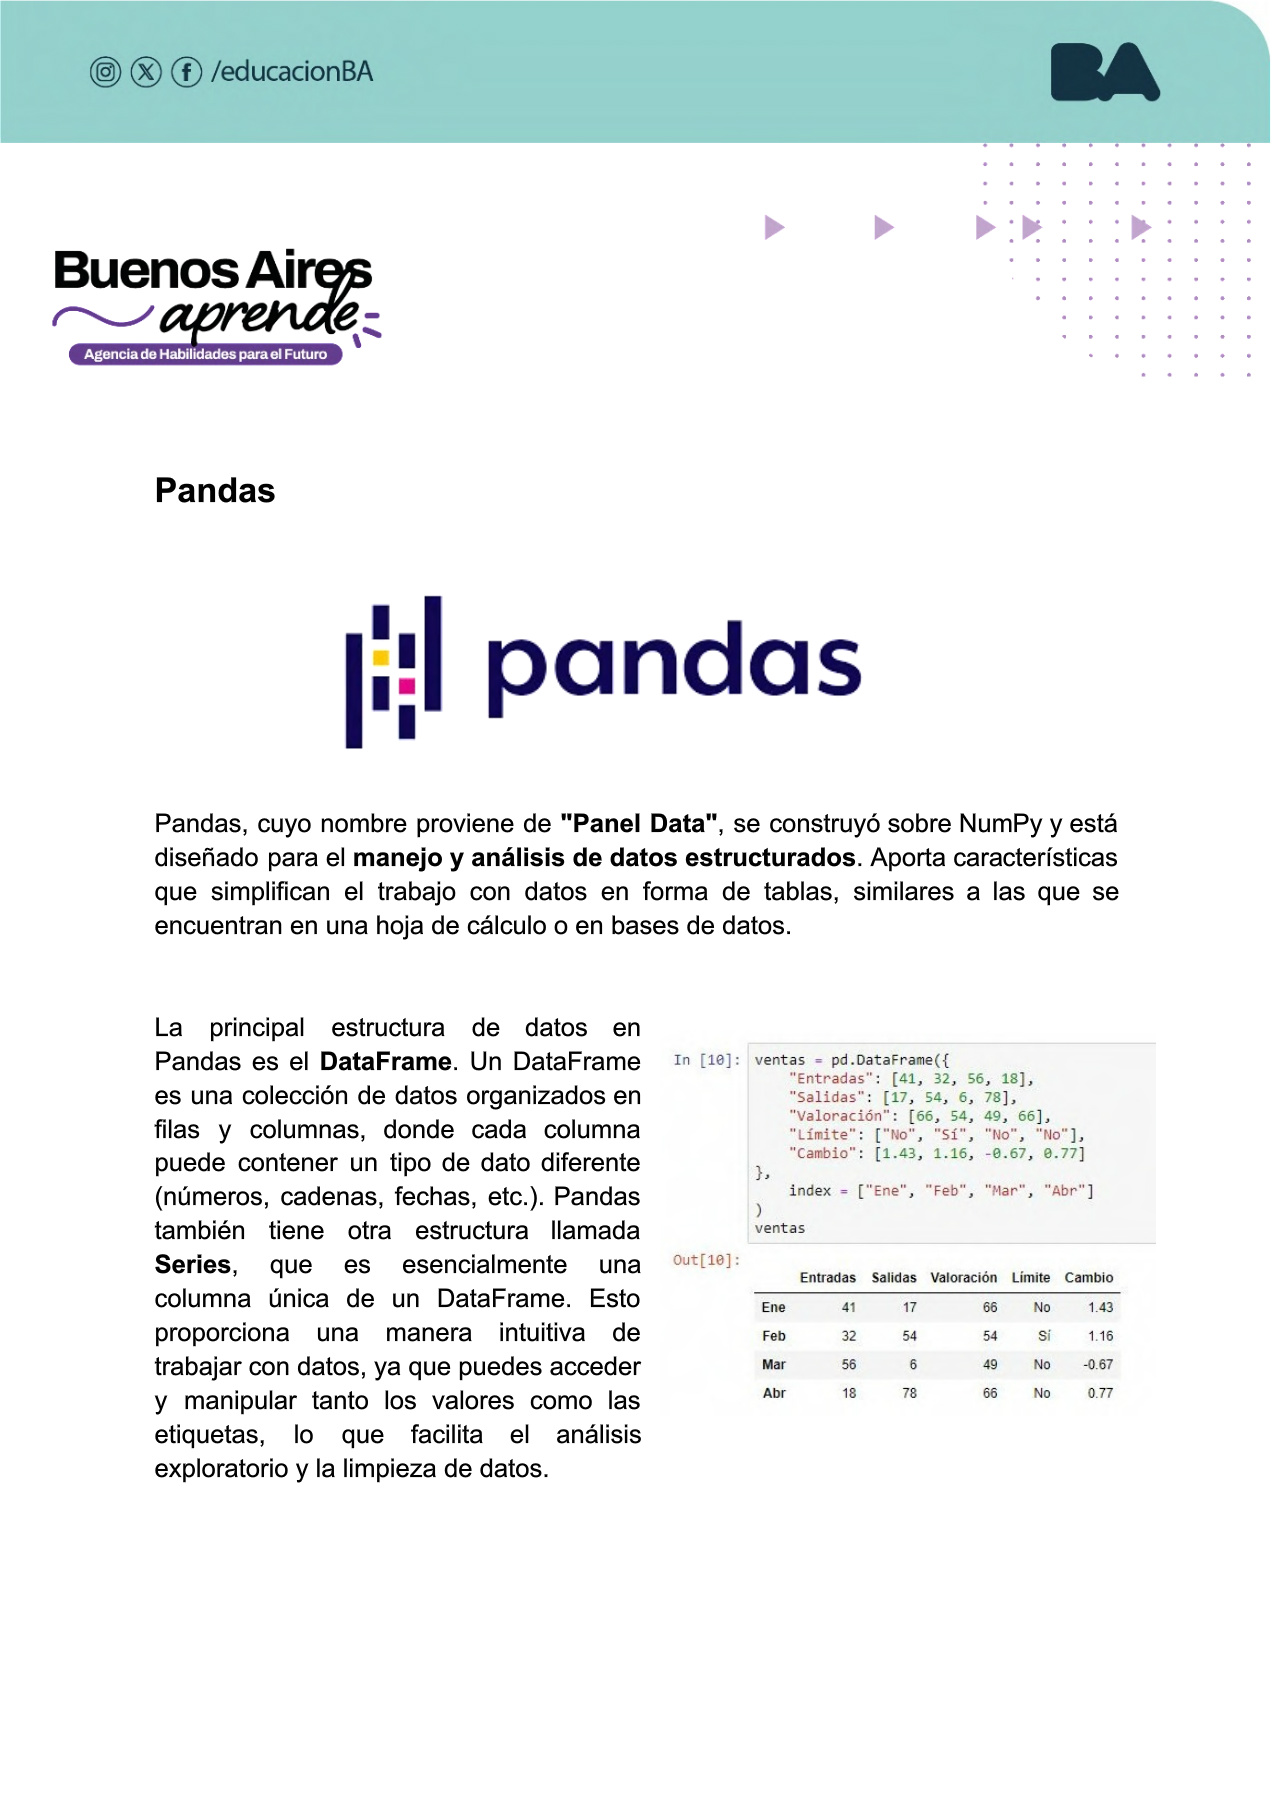 /educacionBA
BA
Buenos Aires
aprende
Agencia de Habilidades para el Futuro
Pandas
pandas
Pandas, cuyo nombre proviene de "Panel Data", se construyó sobre NumPy y está
diseñado para el manejo y análisis de datos estructurados. Aporta características
que simplifican el trabajo con datos en forma de tablas, similares a las que se
encuentran en una hoja de cálculo o en bases de datos.
La principal estructura de datos en
Pandas es el DataFrame. Un DataFrame
es una colección de datos organizados en
filas y columnas, donde cada columna
puede contener un tipo de dato diferente
(números, cadenas, fechas, etc.). Pandas
también tiene otra estructura llamada
Series, que es esencialmente una
columna única de un DataFrame. Esto
proporciona una manera intuitiva de
trabajar con datos, ya que puedes acceder
y manipular tanto los valores como las
etiquetas, lo que facilita el análisis
exploratorio y la limpieza de datos.
In [10]: ventas = pd.DataFrame({
"Entradas": [41, 32, 56, 18],
"Salidas": [17, 54, 6, 78],
"Valoración": [66, 54, 49, 66],
"Límite": ["No", "Sí", "No", "No"],
"Cambio": [1.43, 1.16, -0.67, 0.77]
},
index = ["Ene", "Feb", "Mar", "Abr"]
)
ventas
Out[10]:
Entradas Salidas Valoración Límite Cambio
Ene 41 17 66 No 1.43
Feb 32 54 54 Sí 1.16
Mar 56 6 49 No -0.67
Abr 18 78 66 No 0.77